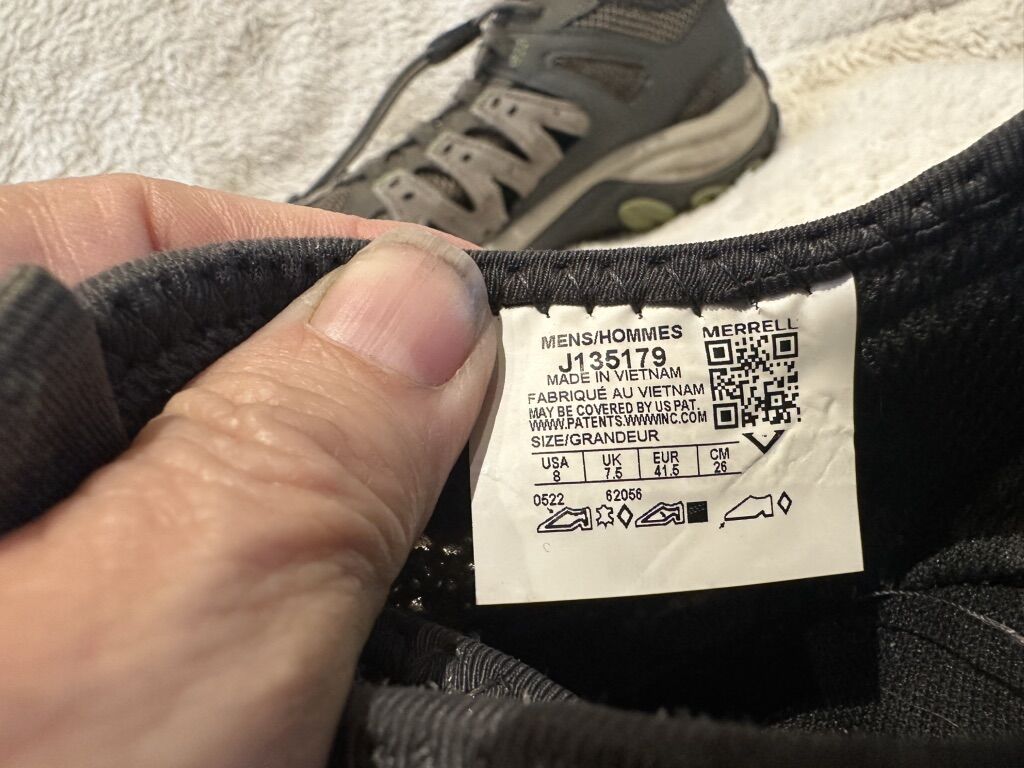 MENS/HOMMES MERRELL
J135179
MADE IN VIETNAM
FABRIQUÉ AU VIETNAM
MAY BE COVERED BY US PAT.
WWW.PATENTS.WWWINC.COM
SIZE/GRANDEUR
USA UK EUR CM
8 7.5 41.5 26
0522 62056